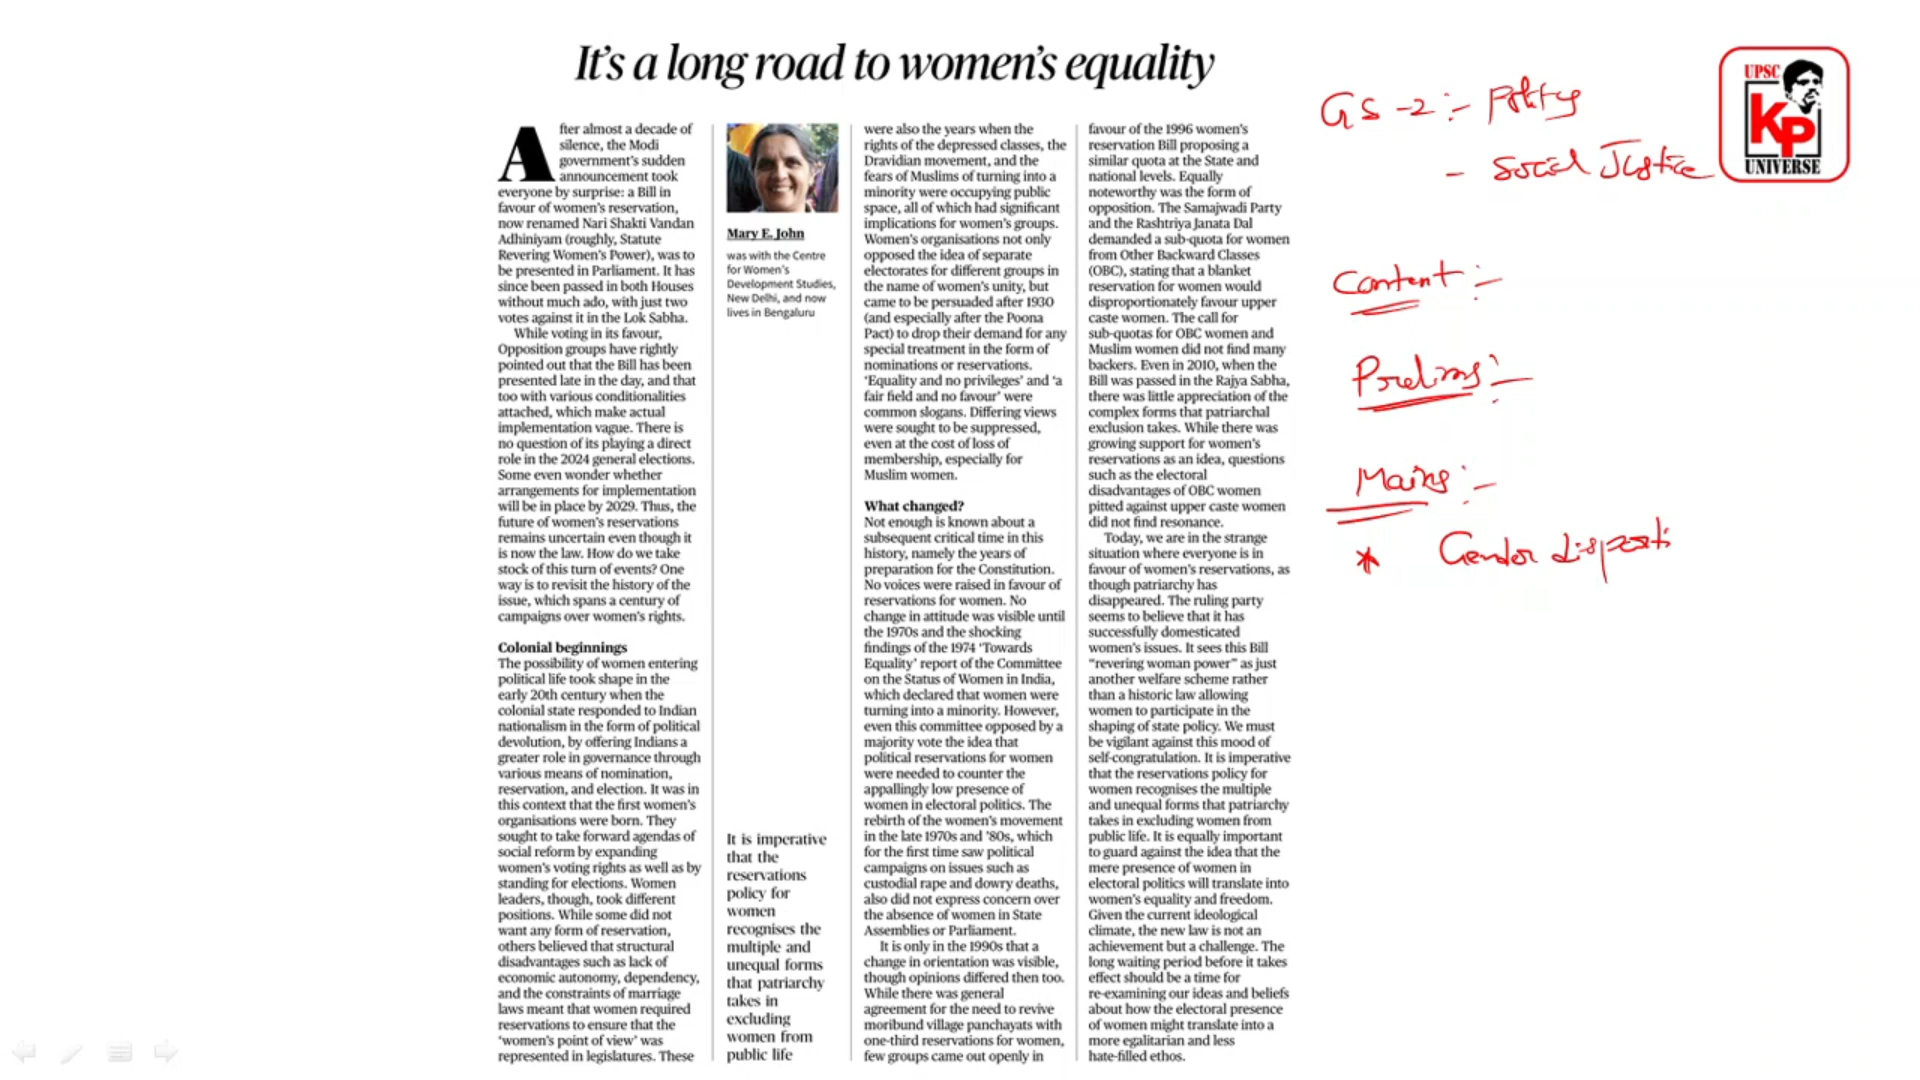 It's a long road to women's equality
After almost a decade of
silence, the Modi
government's sudden
announcement took
everyone by surprise: a Bill in
favour of women's reservation,
now renamed Nari Shakti Vandan
Adhiniyam (roughly, Statute
Revering Women's Power), was to
be presented in Parliament. It has
since been passed in both Houses
without much ado, with just two
votes against it in the Lok Sabha.
While voting in its favour,
Opposition groups have rightly
pointed out that the Bill has been
presented late in the day, and that
too with various conditionalities
attached, which make actual
implementation vague. There is
no question of its playing a direct
role in the 2024 general elections.
Some even wonder whether
arrangements for implementation
will be in place by 2029. Thus, the
future of women's reservations
remains uncertain even though it
is now the law. How do we take
stock of this turn of events? One
way is to revisit the history of the
issue, which spans a century of
campaigns over women's rights.
Colonial beginnings
The possibility of women entering
political life took shape in the
early 20th century when the
colonial state responded to Indian
nationalism in the form of political
devolution, by offering Indians a
greater role in governance through
various means of nomination,
reservation, and election. It was in
this context that the first women's
organisations were born. They
sought to take forward agendas of
social reform by expanding
women's voting rights as well as by
standing for elections. Women
leaders, though, took different
positions. While some did not
want any form of reservation,
others believed that structural
disadvantages such as lack of
economic autonomy, dependency,
and the constraints of marriage
laws meant that women required
reservations to ensure that the
'women's point of view' was
represented in legislatures. These
Mary E. John
was with the Centre
for Women's
Development Studies,
New Delhi, and now
lives in Bengaluru
It is imperative
that the
reservations
policy for
women
recognises the
multiple and
unequal forms
that patriarchy
takes in
excluding
women from
public life
were also the years when the
rights of the depressed classes, the
Dravidian movement, and the
fears of Muslims of turning into a
minority were occupying public
space, all of which had significant
implications for women's groups.
Women's organisations not only
opposed the idea of separate
electorates for different groups in
the name of women's unity, but
came to be persuaded after 1930
(and especially after the Poona
Pact) to drop their demand for any
special treatment in the form of
nominations or reservations.
'Equality and no privileges' and 'a
fair field and no favour' were
common slogans. Differing views
were sought to be suppressed,
even at the cost of loss of
membership, especially for
Muslim women.
What changed?
Not enough is known about a
subsequent critical time in this
history, namely the years of
preparation for the Constitution.
No voices were raised in favour of
reservations for women. No
change in attitude was visible until
the 1970s and the shocking
findings of the 1974 'Towards
Equality' report of the Committee
on the Status of Women in India,
which declared that women were
turning into a minority. However,
even this committee opposed by a
majority vote the idea that
political reservations for women
were needed to counter the
appallingly low presence of
women in electoral politics. The
rebirth of the women's movement
in the late 1970s and '80s, which
for the first time saw political
campaigns on issues such as
custodial rape and dowry deaths,
also did not express concern over
the absence of women in State
Assemblies or Parliament.
It is only in the 1990s that a
change in orientation was visible,
though opinions differed then too.
While there was general
agreement for the need to revive
moribund village panchayats with
one-third reservations for women,
few groups came out openly in
favour of the 1996 women's
reservation Bill proposing a
similar quota at the State and
national levels. Equally
noteworthy was the form of
opposition. The Samajwadi Party
and the Rashtriya Janata Dal
demanded a sub-quota for women
from Other Backward Classes
(OBC), stating that a blanket
reservation for women would
disproportionately favour upper
caste women. The call for
sub-quotas for OBC women and
Muslim women did not find many
backers. Even in 2010, when the
Bill was passed in the Rajya Sabha,
there was little appreciation of the
complex forms that patriarchal
exclusion takes. While there was
growing support for women's
reservations as an idea, questions
such as the electoral
disadvantages of OBC women
pitted against upper caste women
did not find resonance.
Today, we are in the strange
situation where everyone is in
favour of women's reservations, as
though patriarchy has
disappeared. The ruling party
seems to believe that it has
successfully domesticated
women's issues. It sees this Bill
"revering woman power" as just
another welfare scheme rather
than a historic law allowing
women to participate in the
shaping of state policy. We must
be vigilant against this mood of
self-congratulation. It is imperative
that the reservations policy for
women recognises the multiple
and unequal forms that patriarchy
takes in excluding women from
public life. It is equally important
to guard against the idea that the
mere presence of women in
electoral politics will translate into
women's equality and freedom.
Given the current ideological
climate, the new law is not an
achievement but a challenge. The
long waiting period before it takes
effect should be a time for
re-examining our ideas and beliefs
about how the electoral presence
of women might translate into a
more egalitarian and less
hate-filled ethos.
GS-2:- Polity
- Social Justice
Content:-
Prelims:-
Mains:-
* Gender dispariti
UPSC
KP
UNIVERSE